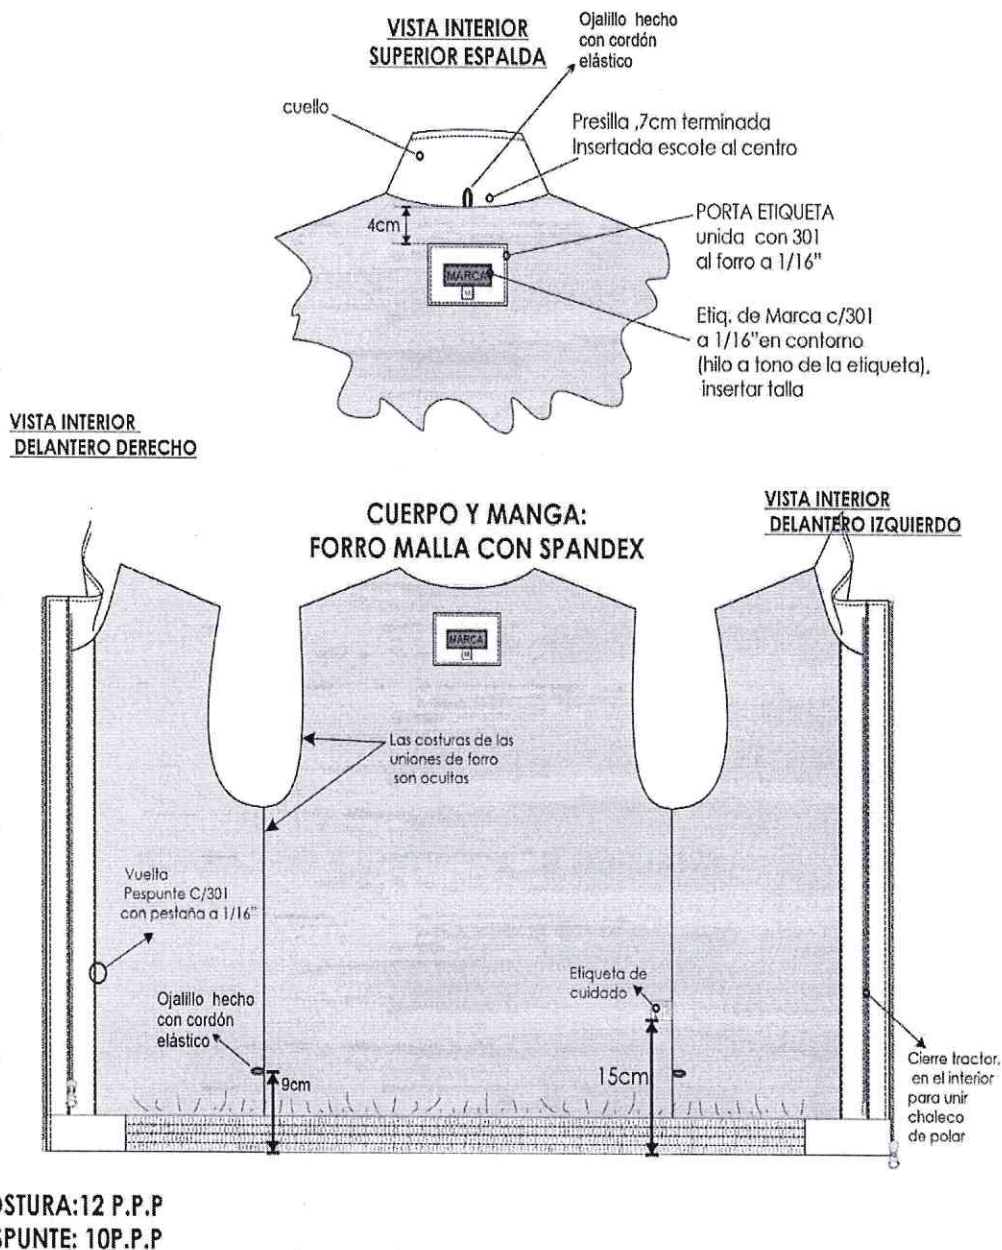 VISTA INTERIOR
SUPERIOR ESPALDA
Ojalillo hecho
con cordón
elástico
cuello
Presilla ,7cm terminada
Insertada escote al centro
4cm
PORTA ETIQUETA
unida con 301
al forro a 1/16"
MARCA
M
Etiq. de Marca c/301
a 1/16"en contorno
(hilo a tono de la etiqueta),
insertar talla
VISTA INTERIOR
DELANTERO DERECHO
CUERPO Y MANGA:
FORRO MALLA CON SPANDEX
VISTA INTERIOR
DELANTERO IZQUIERDO
MARCA
M
Las costuras de las
uniones de forro
son ocultas
Vuelta
Pespunte C/301
con pestaña a 1/16"
Ojalillo hecho
con cordón
elástico
9cm
Etiqueta de
cuidado
15cm
Cierre tractor,
en el interior
para unir
chaleco
de polar
OSTURA:12 P.P.P
SPUNTE: 10P.P.P